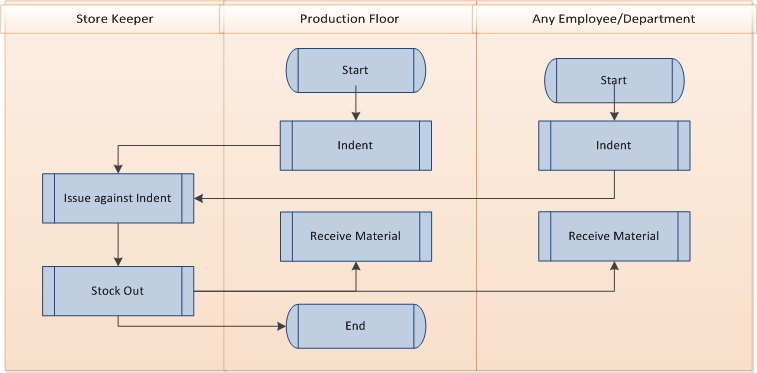 Store Keeper
Production Floor
Any Employee/Department
Start
Start
Indent
Indent
Issue against Indent
Receive Material
Receive Material
Stock Out
End